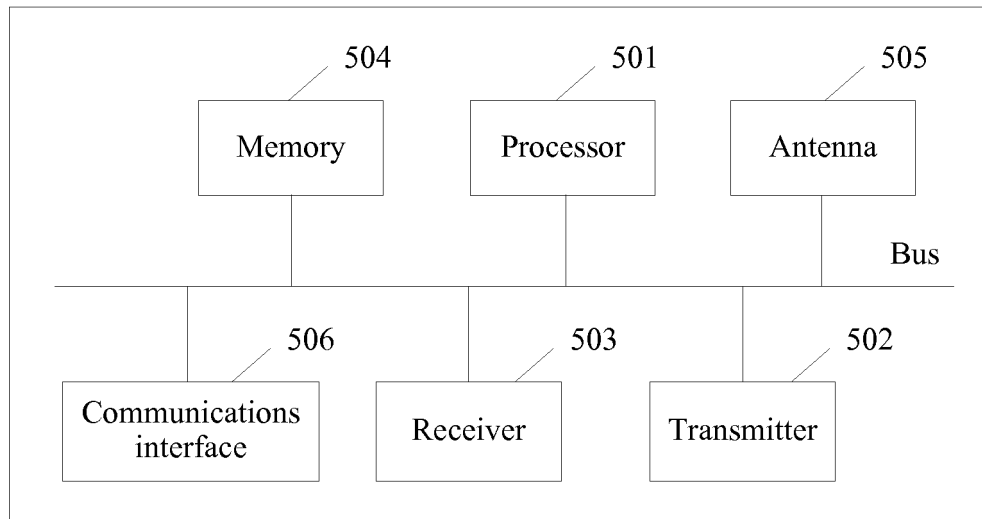 504
501
505
Memory
Processor
Antenna
Bus
506
503
502
Communications
interface
Receiver
Transmitter